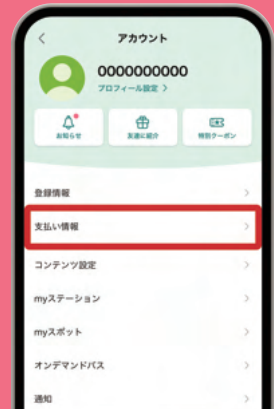 アカウント
0000000000
プロフィール設定
お知らせ
友達に紹介
特別クーポン
登録情報
支払い情報
コンテンツ設定
myステーション
myスポット
オンデマンドパス
通知